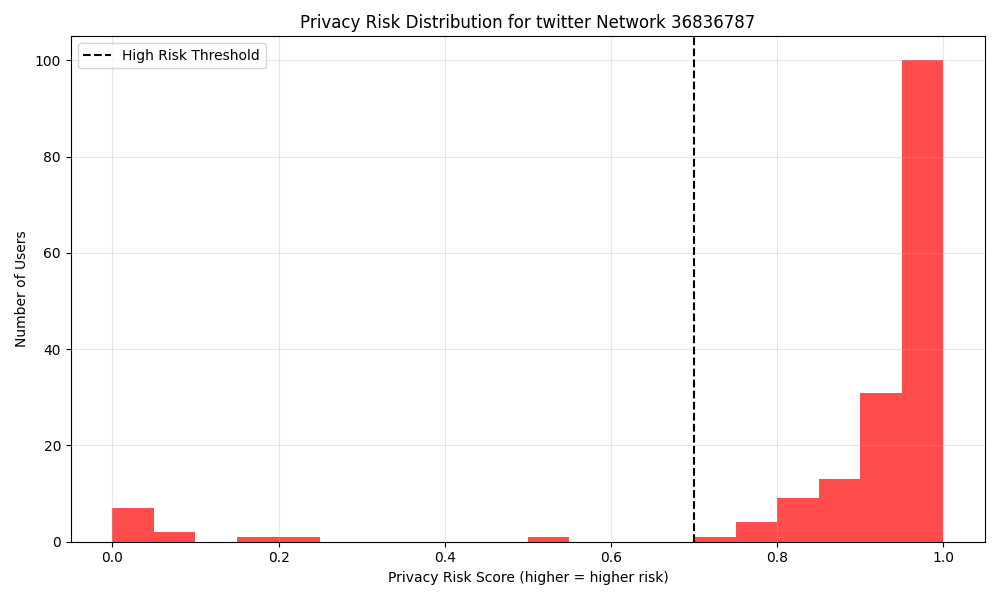 Privacy Risk Distribution for twitter Network 36836787
High Risk Threshold
100
80
60
40
20
0
Number of Users
0.0 0.2 0.4 0.6 0.8 1.0
Privacy Risk Score (higher = higher risk)